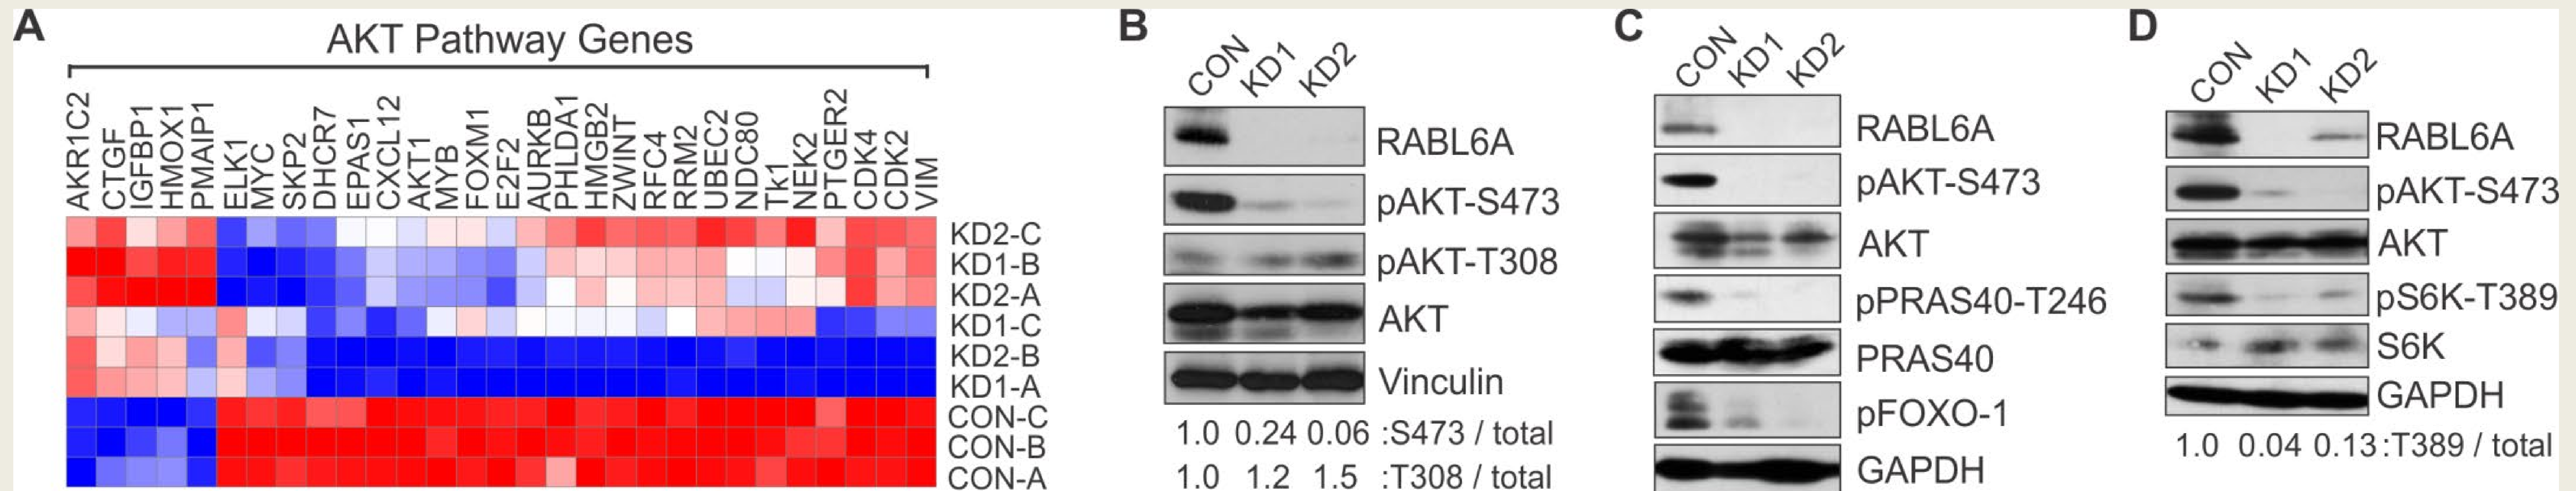 A
AKT Pathway Genes
AKR1C2
CTGF
IGFBP1
HMOX1
PMAIP1
ELK1
MYC
SKP2
DHCR7
EPAS1
CXCL12
AKT1
MYB
FOXM1
E2F2
AURKB
PHLDA1
HMGB2
ZWINT
RFC4
RRM2
UBEC2
NDC80
Tk1
NEK2
PTGER2
CDK4
CDK2
VIM
KD2-C
KD1-B
KD2-A
KD1-C
KD2-B
KD1-A
CON-C
CON-B
CON-A
B
CON KD1 KD2
RABL6A
pAKT-S473
pAKT-T308
AKT
Vinculin
1.0 0.24 0.06 :S473 / total
1.0 1.2 1.5 :T308 / total
C
CON KD1 KD2
RABL6A
pAKT-S473
AKT
pPRAS40-T246
PRAS40
pFOXO-1
GAPDH
D
CON KD1 KD2
RABL6A
pAKT-S473
AKT
pS6K-T389
S6K
GAPDH
1.0 0.04 0.13 :T389 / total